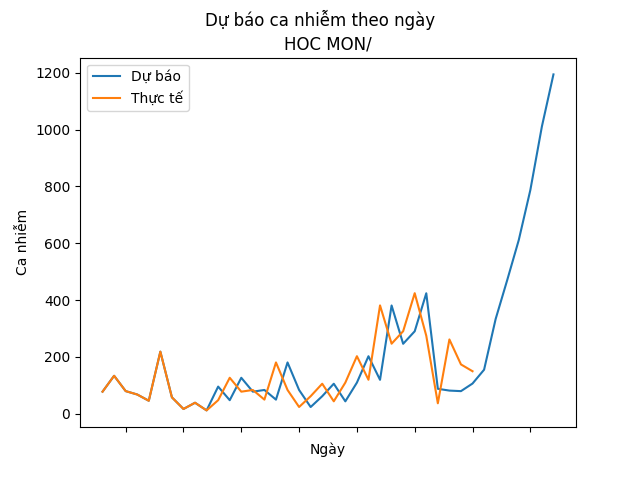 Dự báo ca nhiễm theo ngày
HOC MON/
Dự báo
Thực tế
1200
1000
800
600
400
200
0
Ca nhiễm
Ngày